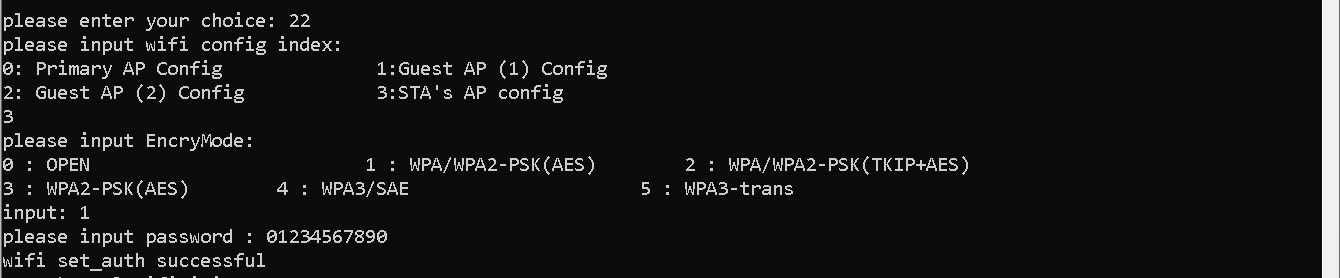 please enter your choice: 22
please input wifi config index:
0: Primary AP Config 1:Guest AP (1) Config
2: Guest AP (2) Config 3:STA's AP config
3
please input EncryMode:
0 : OPEN 1 : WPA/WPA2-PSK(AES) 2 : WPA/WPA2-PSK(TKIP+AES)
3 : WPA2-PSK(AES) 4 : WPA3/SAE 5 : WPA3-trans
input: 1
please input password : 01234567890
wifi set_auth successful